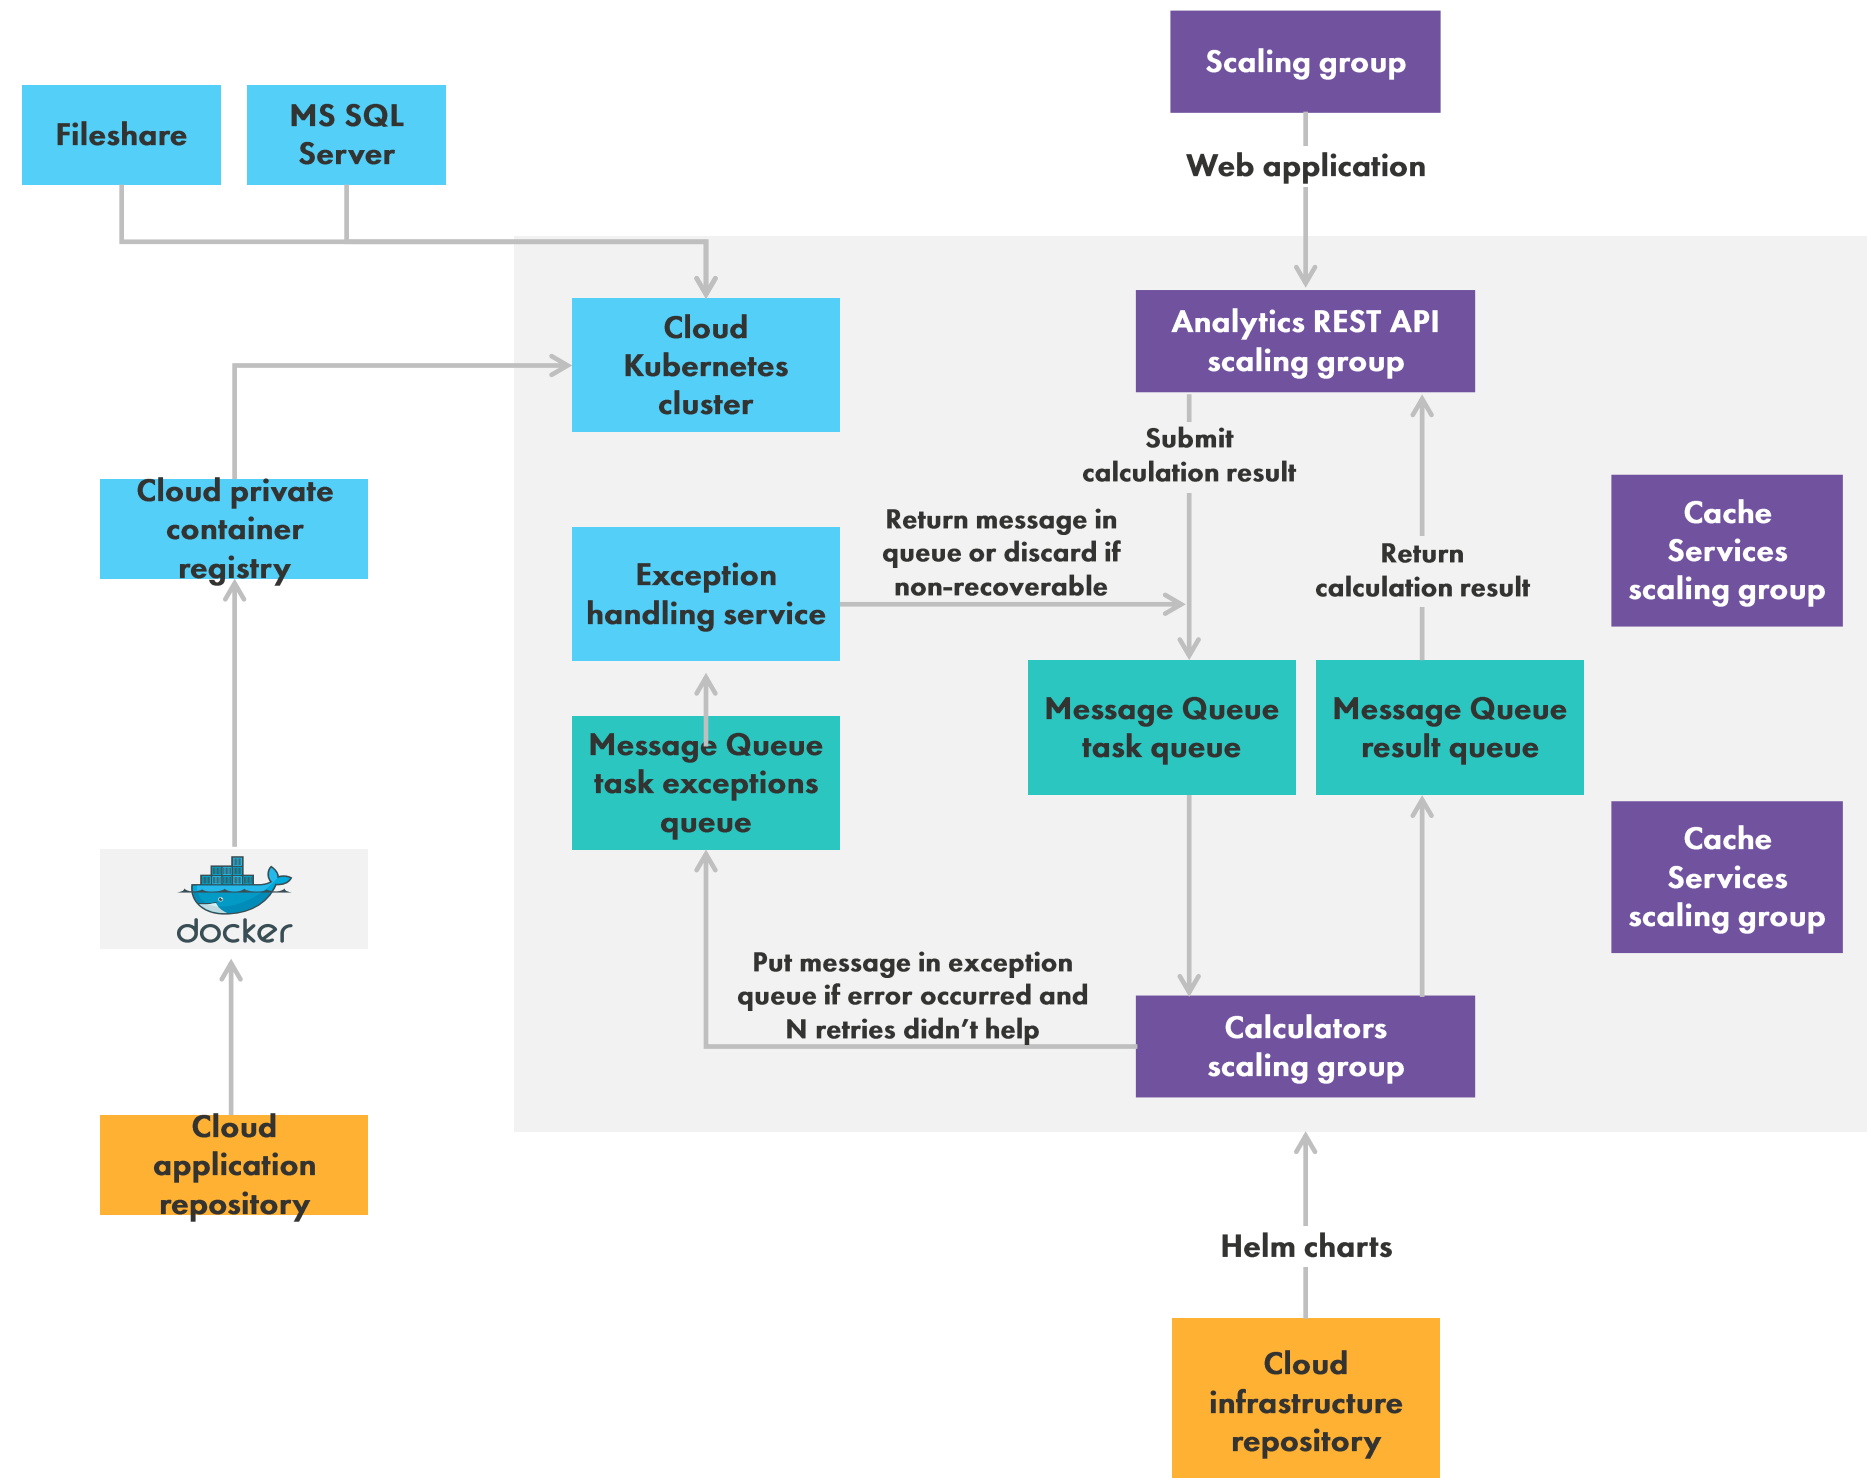 Scaling group
Fileshare
MS SQL
Server
Web application
Cloud
Kubernetes
cluster
Analytics REST API
scaling group
Submit
calculation result
Cloud private
container
registry
Exception
handling service
Return message in
queue or discard if
non-recoverable
Return
calculation result
Cache
Services
scaling group
Message Queue
task exceptions
queue
Message Queue
task queue
Message Queue
result queue
Cache
Services
scaling group
docker
Put message in exception
queue if error occurred and
N retries didn’t help
Calculators
scaling group
Cloud
application
repository
Helm charts
Cloud
infrastructure
repository